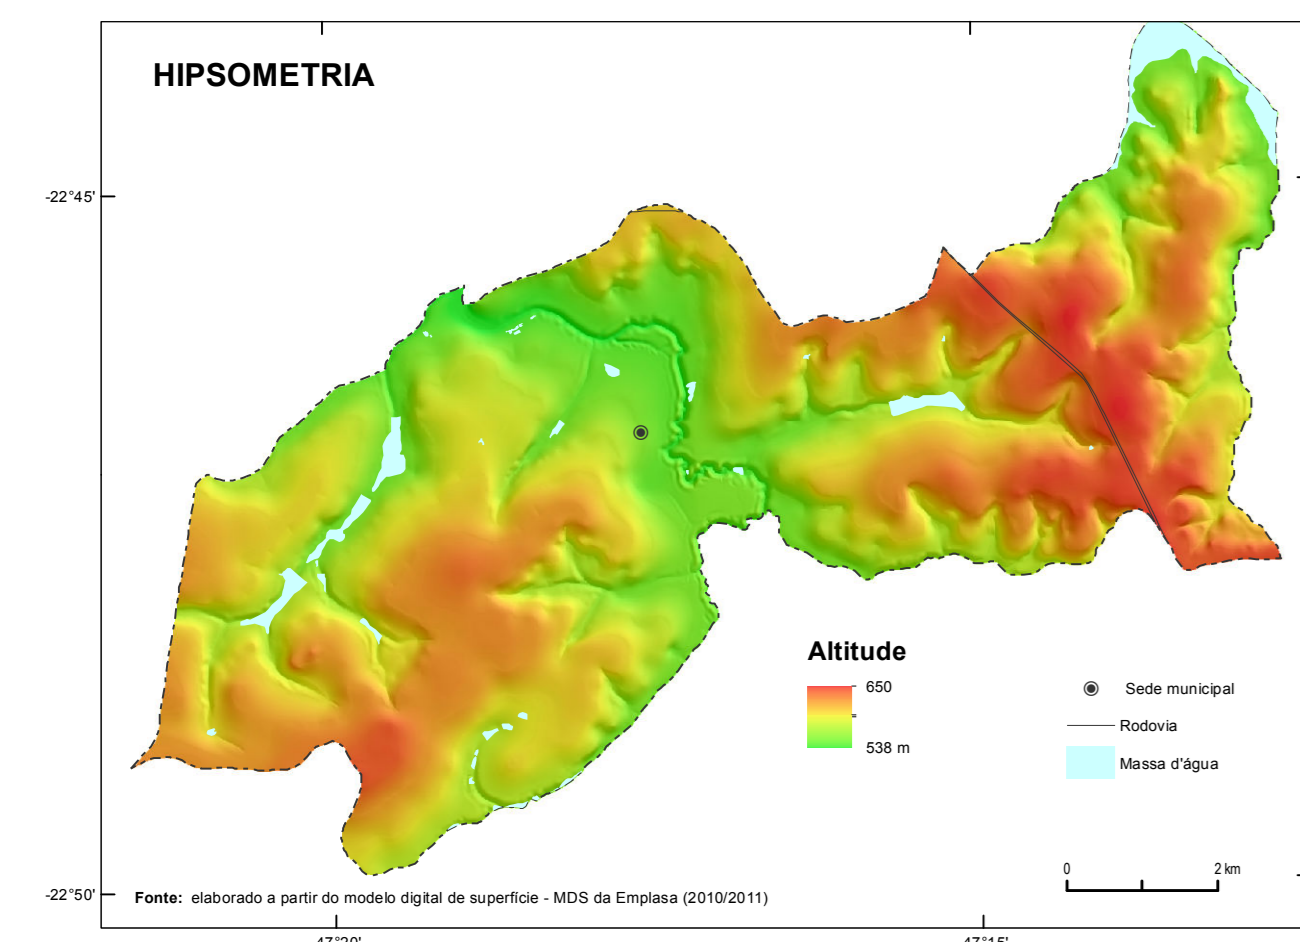 HIPSOMETRIA
-22°45'
Altitude
650
538 m
Sede municipal
Rodovia
Massa d'água
0 2 km
-22°50'
Fonte: elaborado a partir do modelo digital de superfície - MDS da Emplasa (2010/2011)